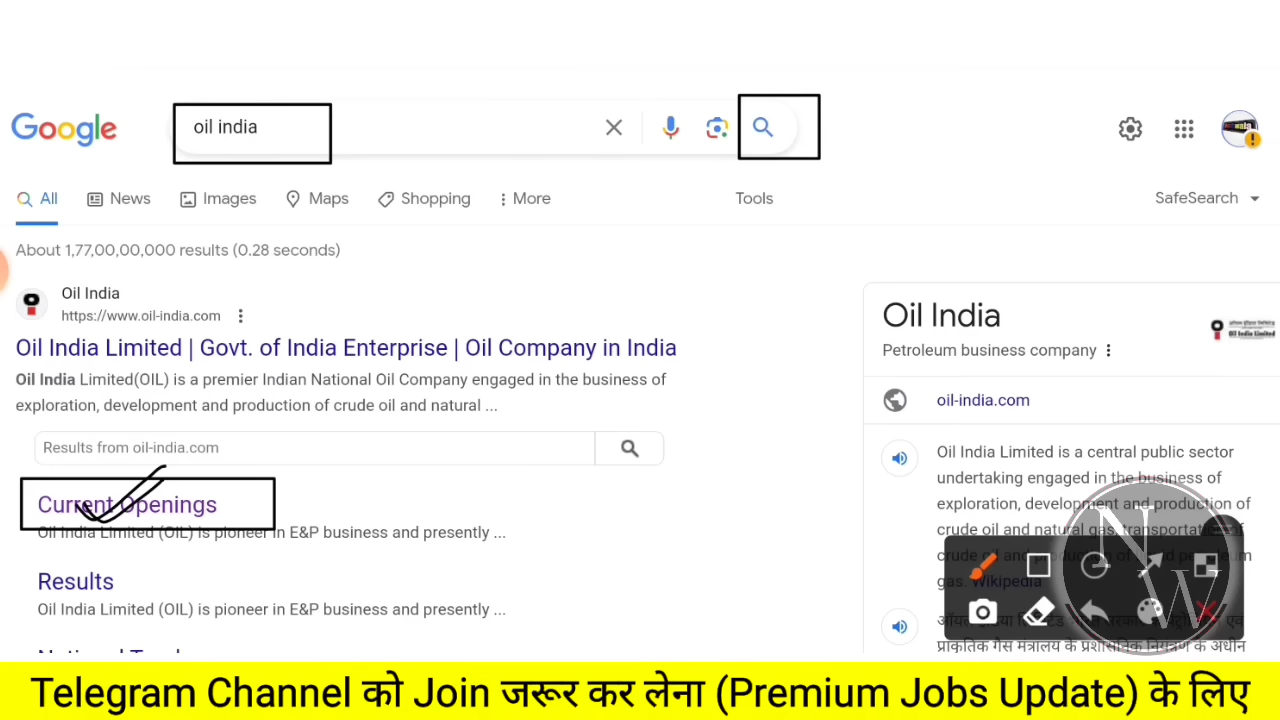 Google
oil india
All News Images Maps Shopping More Tools SafeSearch
About 1,77,00,00,000 results (0.28 seconds)
Oil India
https://www.oil-india.com
Oil India Limited | Govt. of India Enterprise | Oil Company in India
Oil India Limited(OIL) is a premier Indian National Oil Company engaged in the business of
exploration, development and production of crude oil and natural ...
Results from oil-india.com
Current Openings
Oil India Limited (OIL) is pioneer in E&P business and presently ...
Results
Oil India Limited (OIL) is pioneer in E&P business and presently ...
Oil India
Petroleum business company
oil-india.com
Oil India Limited is a central public sector
undertaking engaged in the business of
exploration, development and production of
crude oil and natural gas, transportation of
crude oil and production of petroleum
gas. Wikipedia
प्राकृतिक गैस मंत्रालय के प्रशासनिक नियंत्रण के अधीन
NW
Telegram Channel को Join जरूर कर लेना (Premium Jobs Update) के लिए